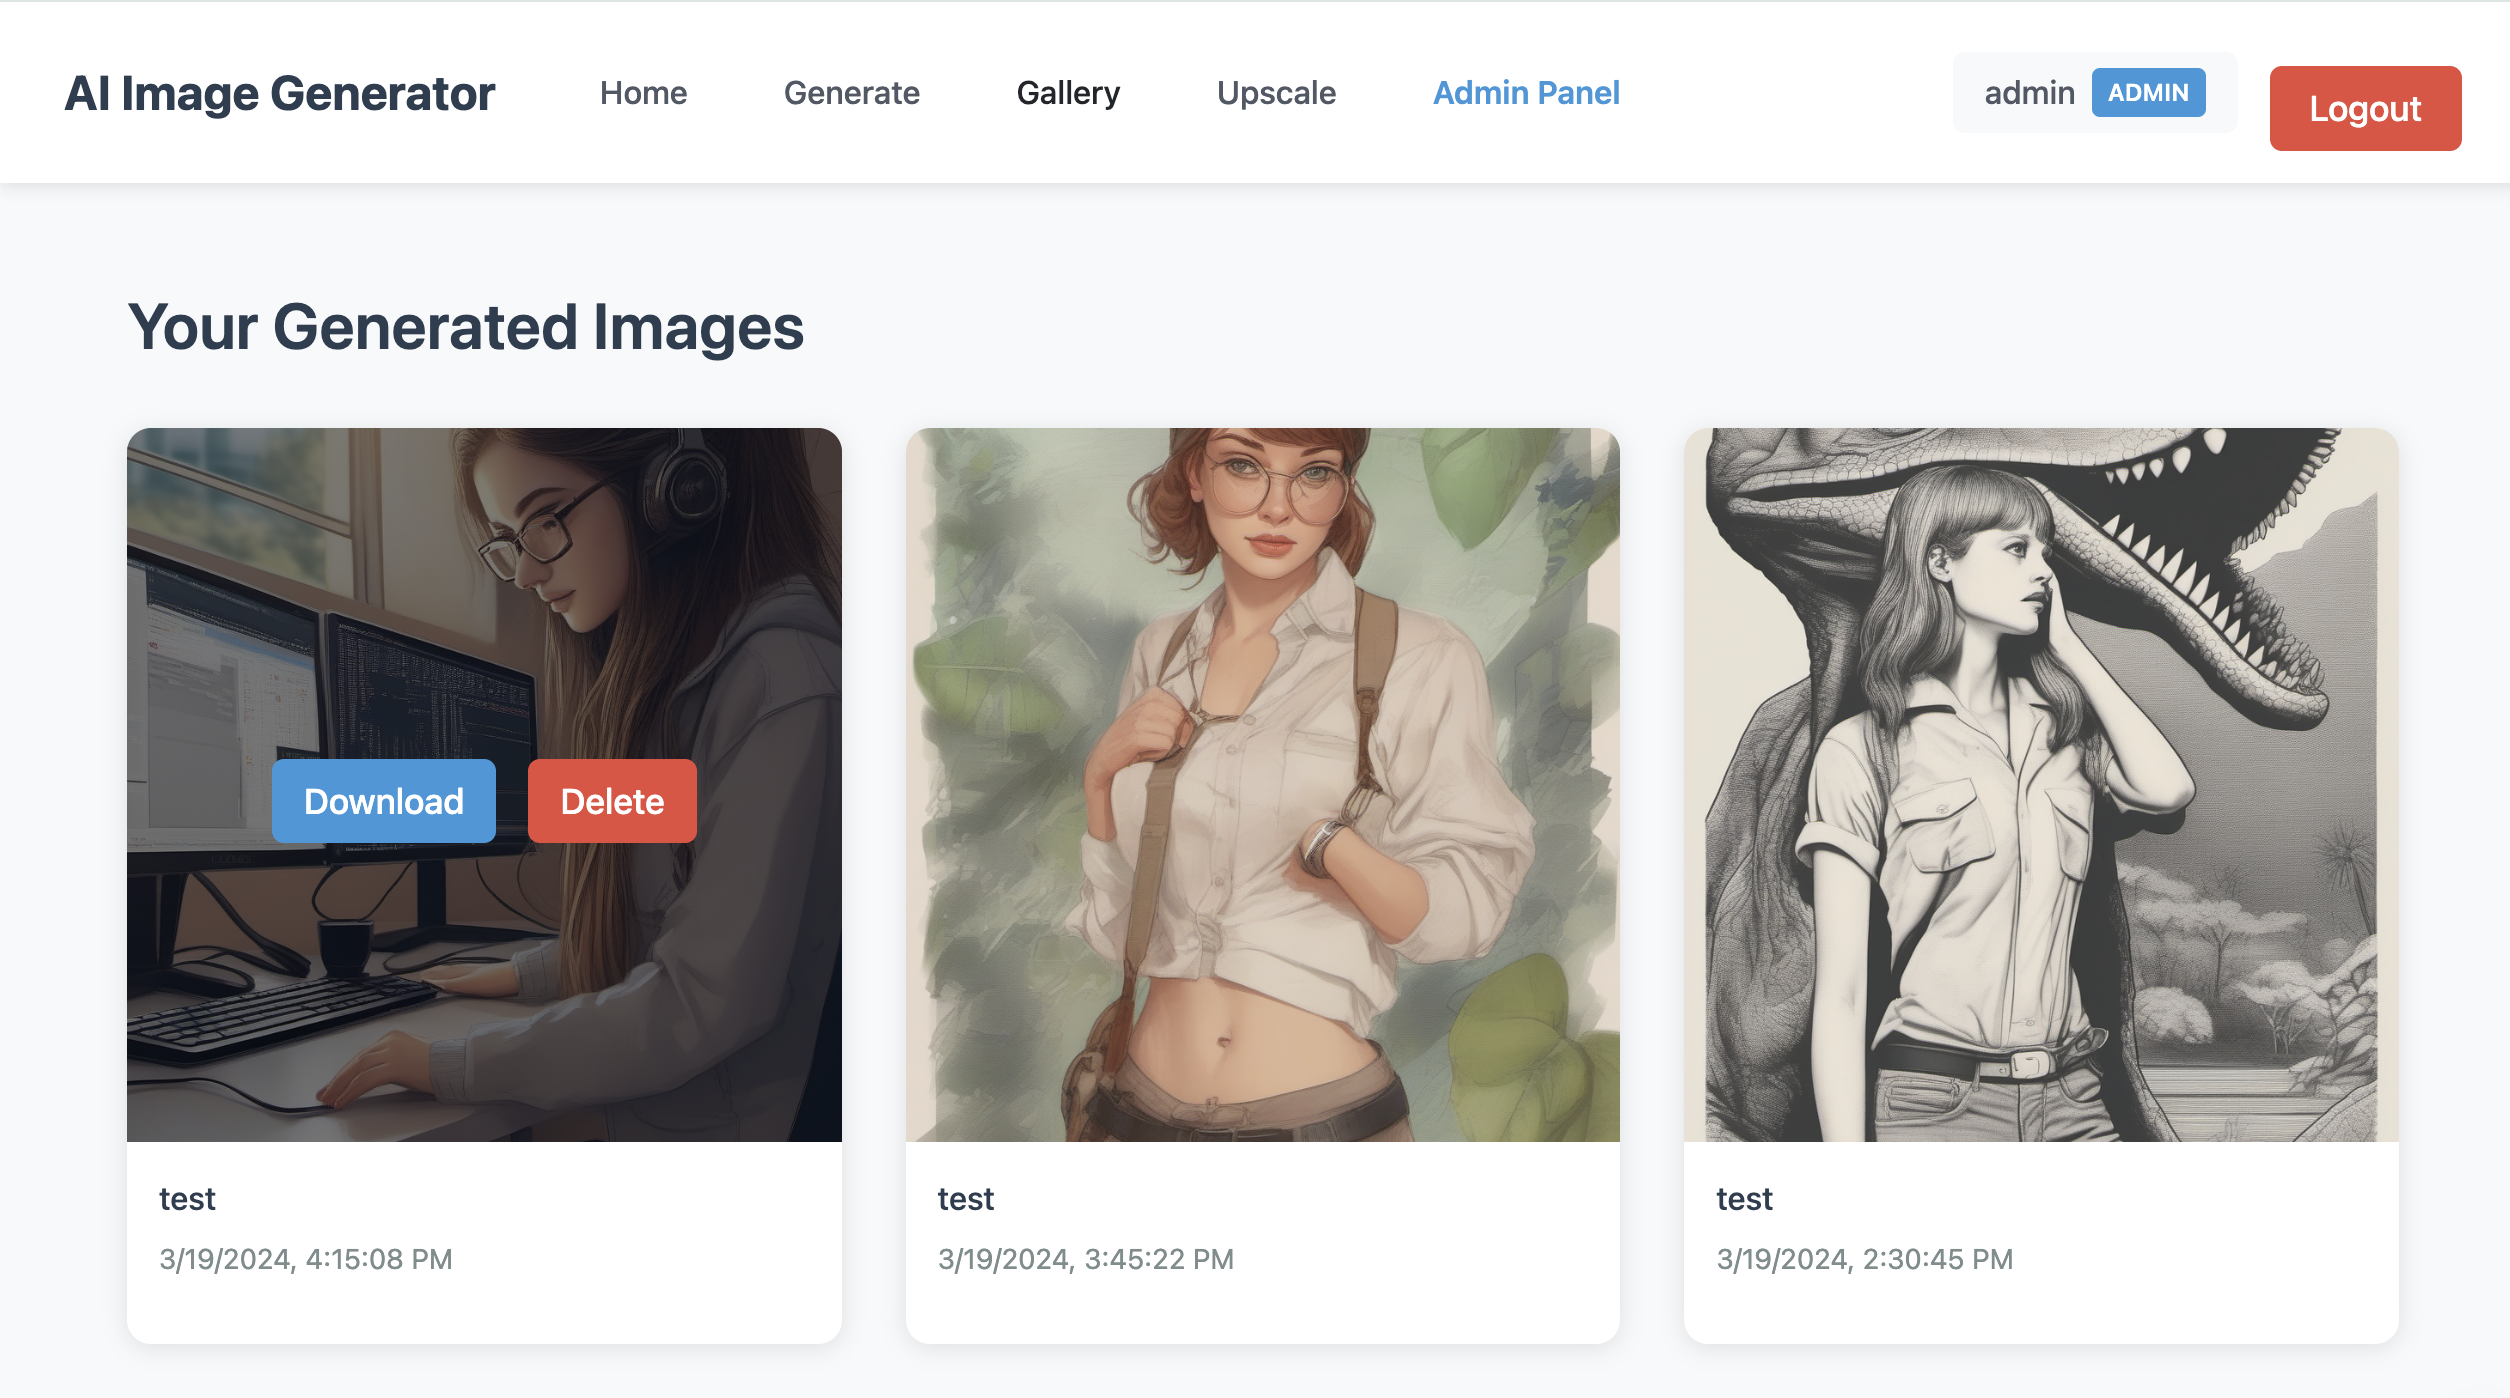 AI Image Generator
Home
Generate
Gallery
Upscale
Admin Panel
admin
ADMIN
Logout
Your Generated Images
Download
Delete
test
3/19/2024, 4:15:08 PM
test
3/19/2024, 3:45:22 PM
test
3/19/2024, 2:30:45 PM